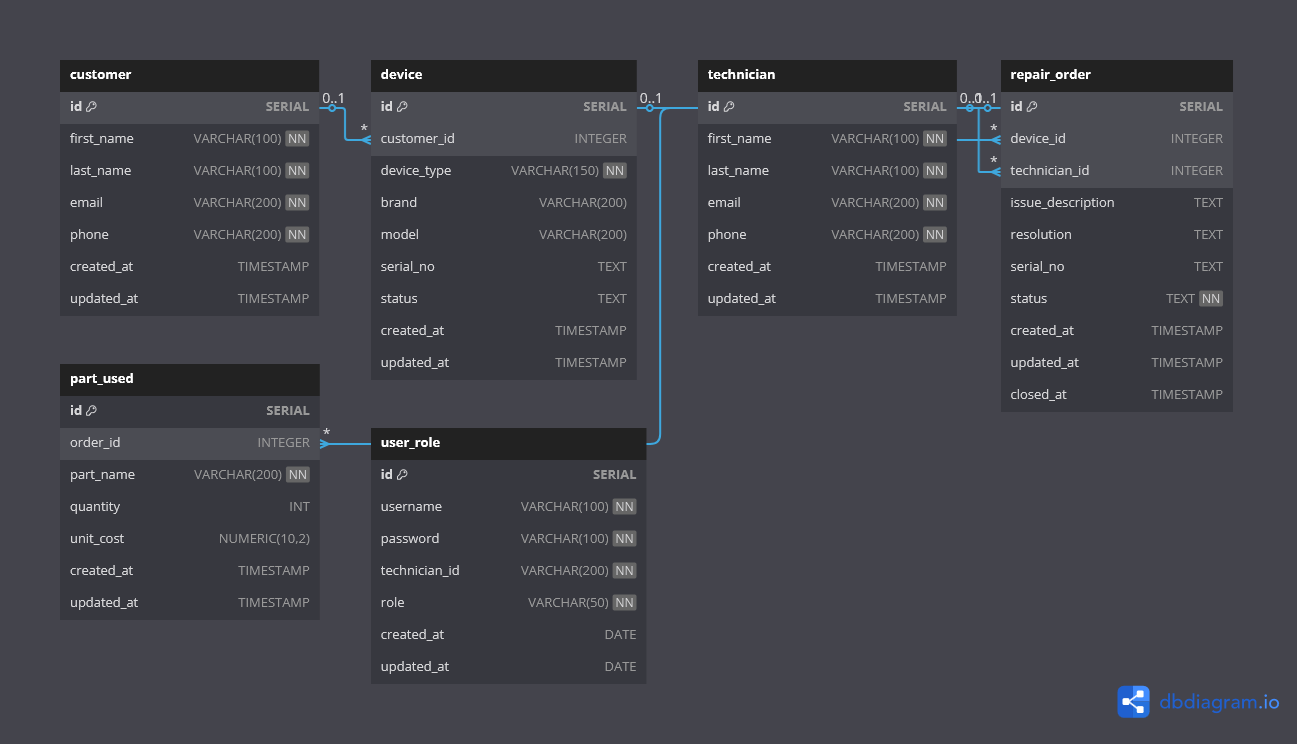 customer
id SERIAL
first_name VARCHAR(100) NN
last_name VARCHAR(100) NN
email VARCHAR(200) NN
phone VARCHAR(200) NN
created_at TIMESTAMP
updated_at TIMESTAMP
0..1
*
device
id SERIAL
customer_id INTEGER
device_type VARCHAR(150) NN
brand VARCHAR(200)
model VARCHAR(200)
serial_no TEXT
status TEXT
created_at TIMESTAMP
updated_at TIMESTAMP
0..1
technician
id SERIAL
first_name VARCHAR(100) NN
last_name VARCHAR(100) NN
email VARCHAR(200) NN
phone VARCHAR(200) NN
created_at TIMESTAMP
updated_at TIMESTAMP
0..1
0..1
*
*
repair_order
id SERIAL
device_id INTEGER
technician_id INTEGER
issue_description TEXT
resolution TEXT
serial_no TEXT
status TEXT NN
created_at TIMESTAMP
updated_at TIMESTAMP
closed_at TIMESTAMP
part_used
id SERIAL
order_id INTEGER
part_name VARCHAR(200) NN
quantity INT
unit_cost NUMERIC(10,2)
created_at TIMESTAMP
updated_at TIMESTAMP
*
user_role
id SERIAL
username VARCHAR(100) NN
password VARCHAR(100) NN
technician_id VARCHAR(200) NN
role VARCHAR(50) NN
created_at DATE
updated_at DATE
dbdiagram.io